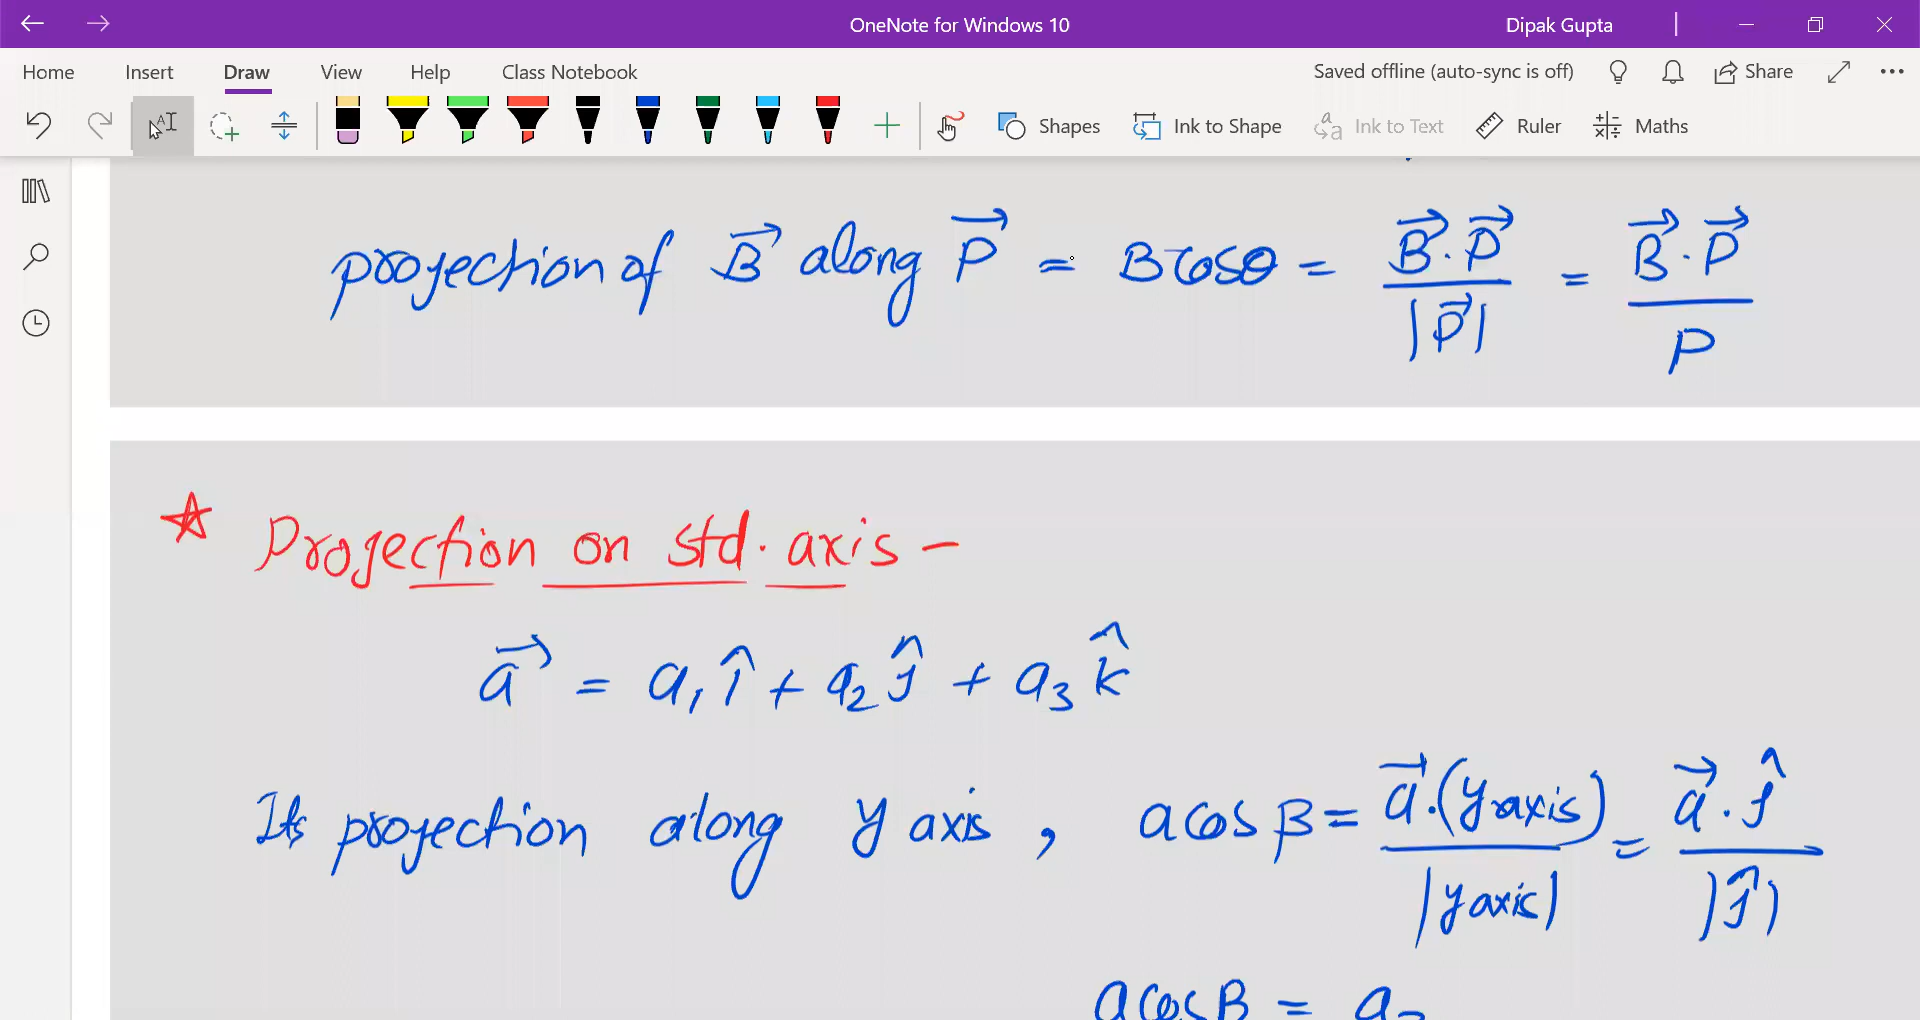 OneNote for Windows 10
Dipak Gupta
Home Insert Draw View Help Class Notebook
Saved offline (auto-sync is off) Share
Shapes Ink to Shape Ink to Text Ruler Maths
projection of B⃗ along P⃗ = B cosθ = B⃗·P⃗ / |P⃗| = B⃗·P⃗ / P
☆ Projection on std. axis –
a⃗ = a₁î + a₂ĵ + a₃k̂
Its projection along y axis, a cos β = a⃗·(y axis) / |y axis| = a⃗·ĵ / |ĵ|
a cos β = a₂